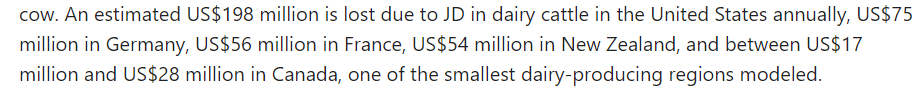 cow. An estimated US$198 million is lost due to JD in dairy cattle in the United States annually, US$75
million in Germany, US$56 million in France, US$54 million in New Zealand, and between US$17
million and US$28 million in Canada, one of the smallest dairy-producing regions modeled.